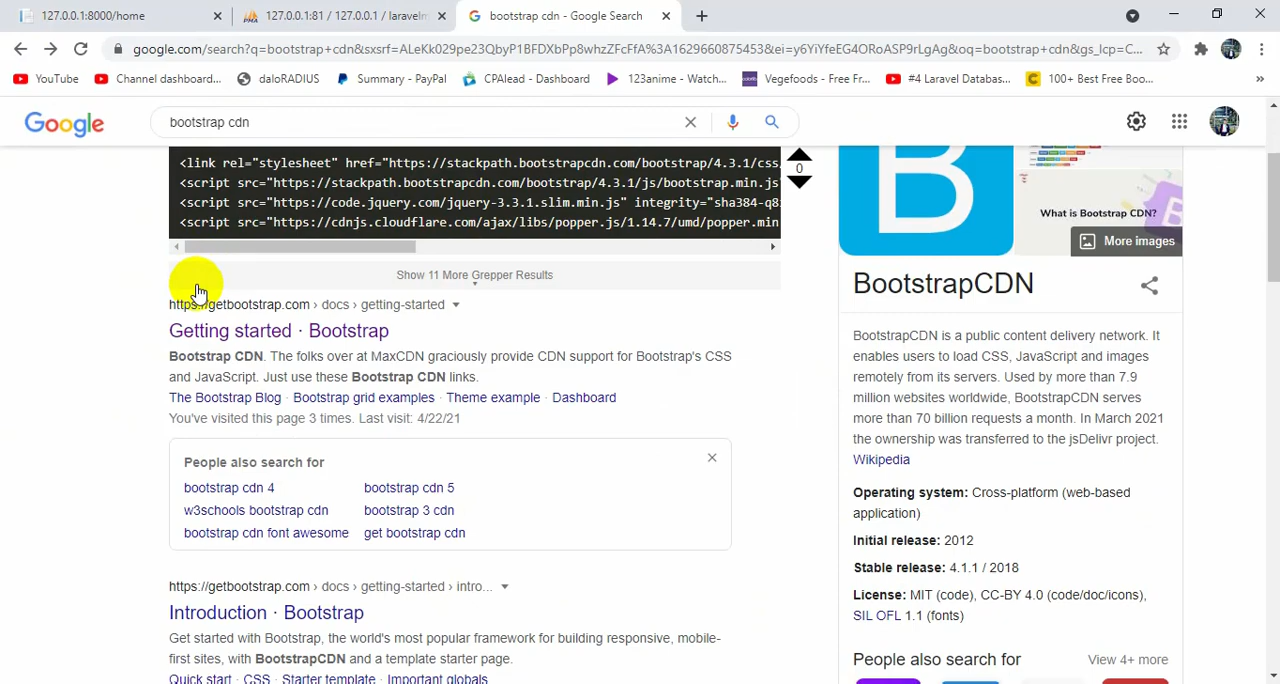 127.0.0.1:8000/home
127.0.0.1:81 / 127.0.0.1 / laravelm
bootstrap cdn - Google Search
google.com/search?q=bootstrap+cdn&sxsrf=ALeKk029pe23QbyP1BFDXbPp8whzZFcFfA%3A1629660875453&ei=y6YiYfeEG4ORoASP9rLgAg&oq=bootstrap+cdn&gs_lcp=C...
YouTube
Channel dashboard...
daloRADIUS
Summary - PayPal
CPAlead - Dashboard
123anime - Watch...
Vegefoods - Free Fr...
#4 Laravel Databas...
100+ Best Free Boo...
»
Google
bootstrap cdn
<link rel="stylesheet" href="https://stackpath.bootstrapcdn.com/bootstrap/4.3.1/css
<script src="https://stackpath.bootstrapcdn.com/bootstrap/4.3.1/js/bootstrap.min.js
<script src="https://code.jquery.com/jquery-3.3.1.slim.min.js" integrity="sha384-q8
<script src="https://cdnjs.cloudflare.com/ajax/libs/popper.js/1.14.7/umd/popper.min
0
Show 11 More Grepper Results
https://getbootstrap.com › docs › getting-started
Getting started · Bootstrap
Bootstrap CDN. The folks over at MaxCDN graciously provide CDN support for Bootstrap's CSS
and JavaScript. Just use these Bootstrap CDN links.
The Bootstrap Blog · Bootstrap grid examples · Theme example · Dashboard
You've visited this page 3 times. Last visit: 4/22/21
People also search for
bootstrap cdn 4
bootstrap cdn 5
w3schools bootstrap cdn
bootstrap 3 cdn
bootstrap cdn font awesome
get bootstrap cdn
https://getbootstrap.com › docs › getting-started › intro...
Introduction · Bootstrap
Get started with Bootstrap, the world's most popular framework for building responsive, mobile-
first sites, with BootstrapCDN and a template starter page.
Quick start · CSS · Starter template · Important globals
B
What is Bootstrap CDN?
More images
BootstrapCDN
BootstrapCDN is a public content delivery network. It
enables users to load CSS, JavaScript and images
remotely from its servers. Used by more than 7.9
million websites worldwide, BootstrapCDN serves
more than 70 billion requests a month. In March 2021
the ownership was transferred to the jsDelivr project.
Wikipedia
Operating system: Cross-platform (web-based
application)
Initial release: 2012
Stable release: 4.1.1 / 2018
License: MIT (code), CC-BY 4.0 (code/doc/icons),
SIL OFL 1.1 (fonts)
People also search for
View 4+ more